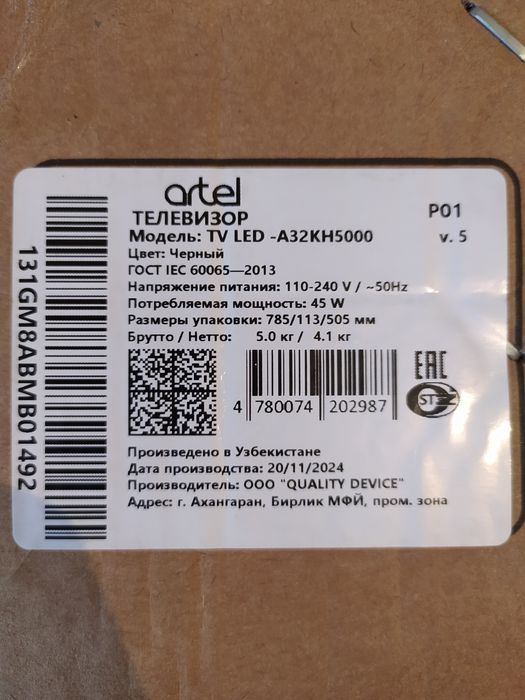 artel
ТЕЛЕВИЗОР
P01
Модель: TV LED -A32KH5000
v. 5
Цвет: Черный
ГОСТ IEC 60065—2013
Напряжение питания: 110-240 V / ~50Hz
Потребляемая мощность: 45 W
Размеры упаковки: 785/113/505 мм
Брутто / Нетто: 5.0 кг / 4.1 кг
EAC
ST
4 780074 202987
Произведено в Узбекистане
Дата производства: 20/11/2024
Производитель: ООО "QUALITY DEVICE"
Адрес: г. Ахангаран, Бирлик МФЙ, пром. зона
131GM8ABMB01492